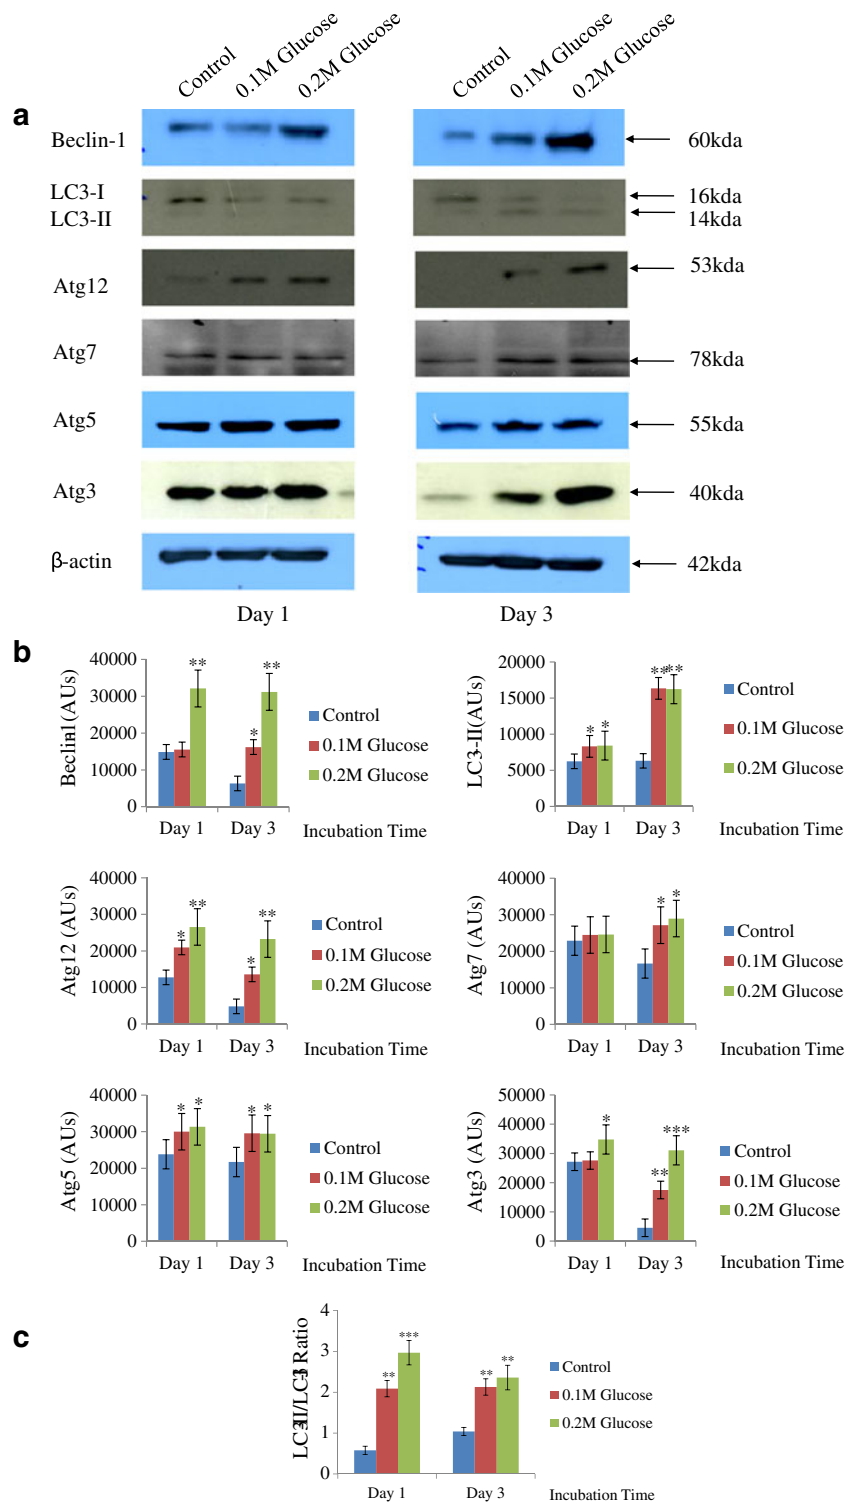 Control 0.1M Glucose 0.2M Glucose Control 0.1M Glucose 0.2M Glucose
a
Beclin-1 60kda
LC3-I 16kda
LC3-II 14kda
Atg12 53kda
Atg7 78kda
Atg5 55kda
Atg3 40kda
β-actin 42kda
Day 1 Day 3
b
Beclin1(AUs)
40000
30000
20000
10000
0
** * **
Day 1 Day 3
Control
0.1M Glucose
0.2M Glucose
Incubation Time
LC3-II(AUs)
20000
15000
10000
5000
0
* * ** **
Day 1 Day 3
Control
0.1M Glucose
0.2M Glucose
Incubation Time
Atg12 (AUs)
40000
30000
20000
10000
0
* ** * **
Day 1 Day 3
Control
0.1M Glucose
0.2M Glucose
Incubation Time
Atg7 (AUs)
40000
30000
20000
10000
0
* *
Day 1 Day 3
Control
0.1M Glucose
0.2M Glucose
Incubation Time
Atg5 (AUs)
40000
30000
20000
10000
0
* * * *
Day 1 Day 3
Control
0.1M Glucose
0.2M Glucose
Incubation Time
Atg3 (AUs)
50000
40000
30000
20000
10000
0
* ** ***
Day 1 Day 3
Control
0.1M Glucose
0.2M Glucose
Incubation Time
c
LC3II/LC3I Ratio
4
3
2
1
0
** *** ** **
Day 1 Day 3
Control
0.1M Glucose
0.2M Glucose
Incubation Time